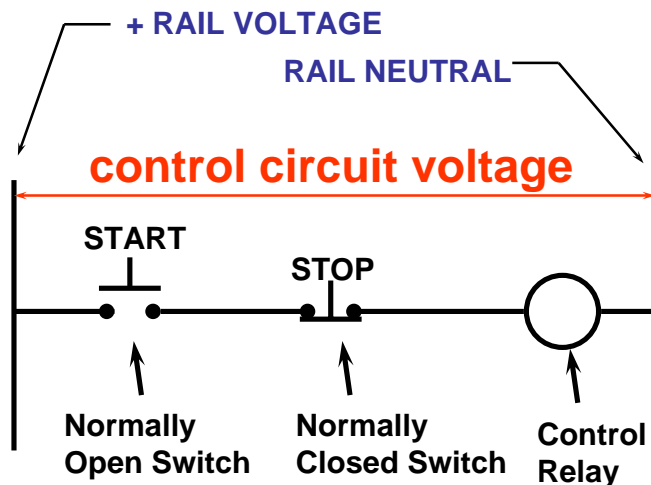 + RAIL VOLTAGE
RAIL NEUTRAL
control circuit voltage
START
STOP
Normally
Open Switch
Normally
Closed Switch
Control
Relay